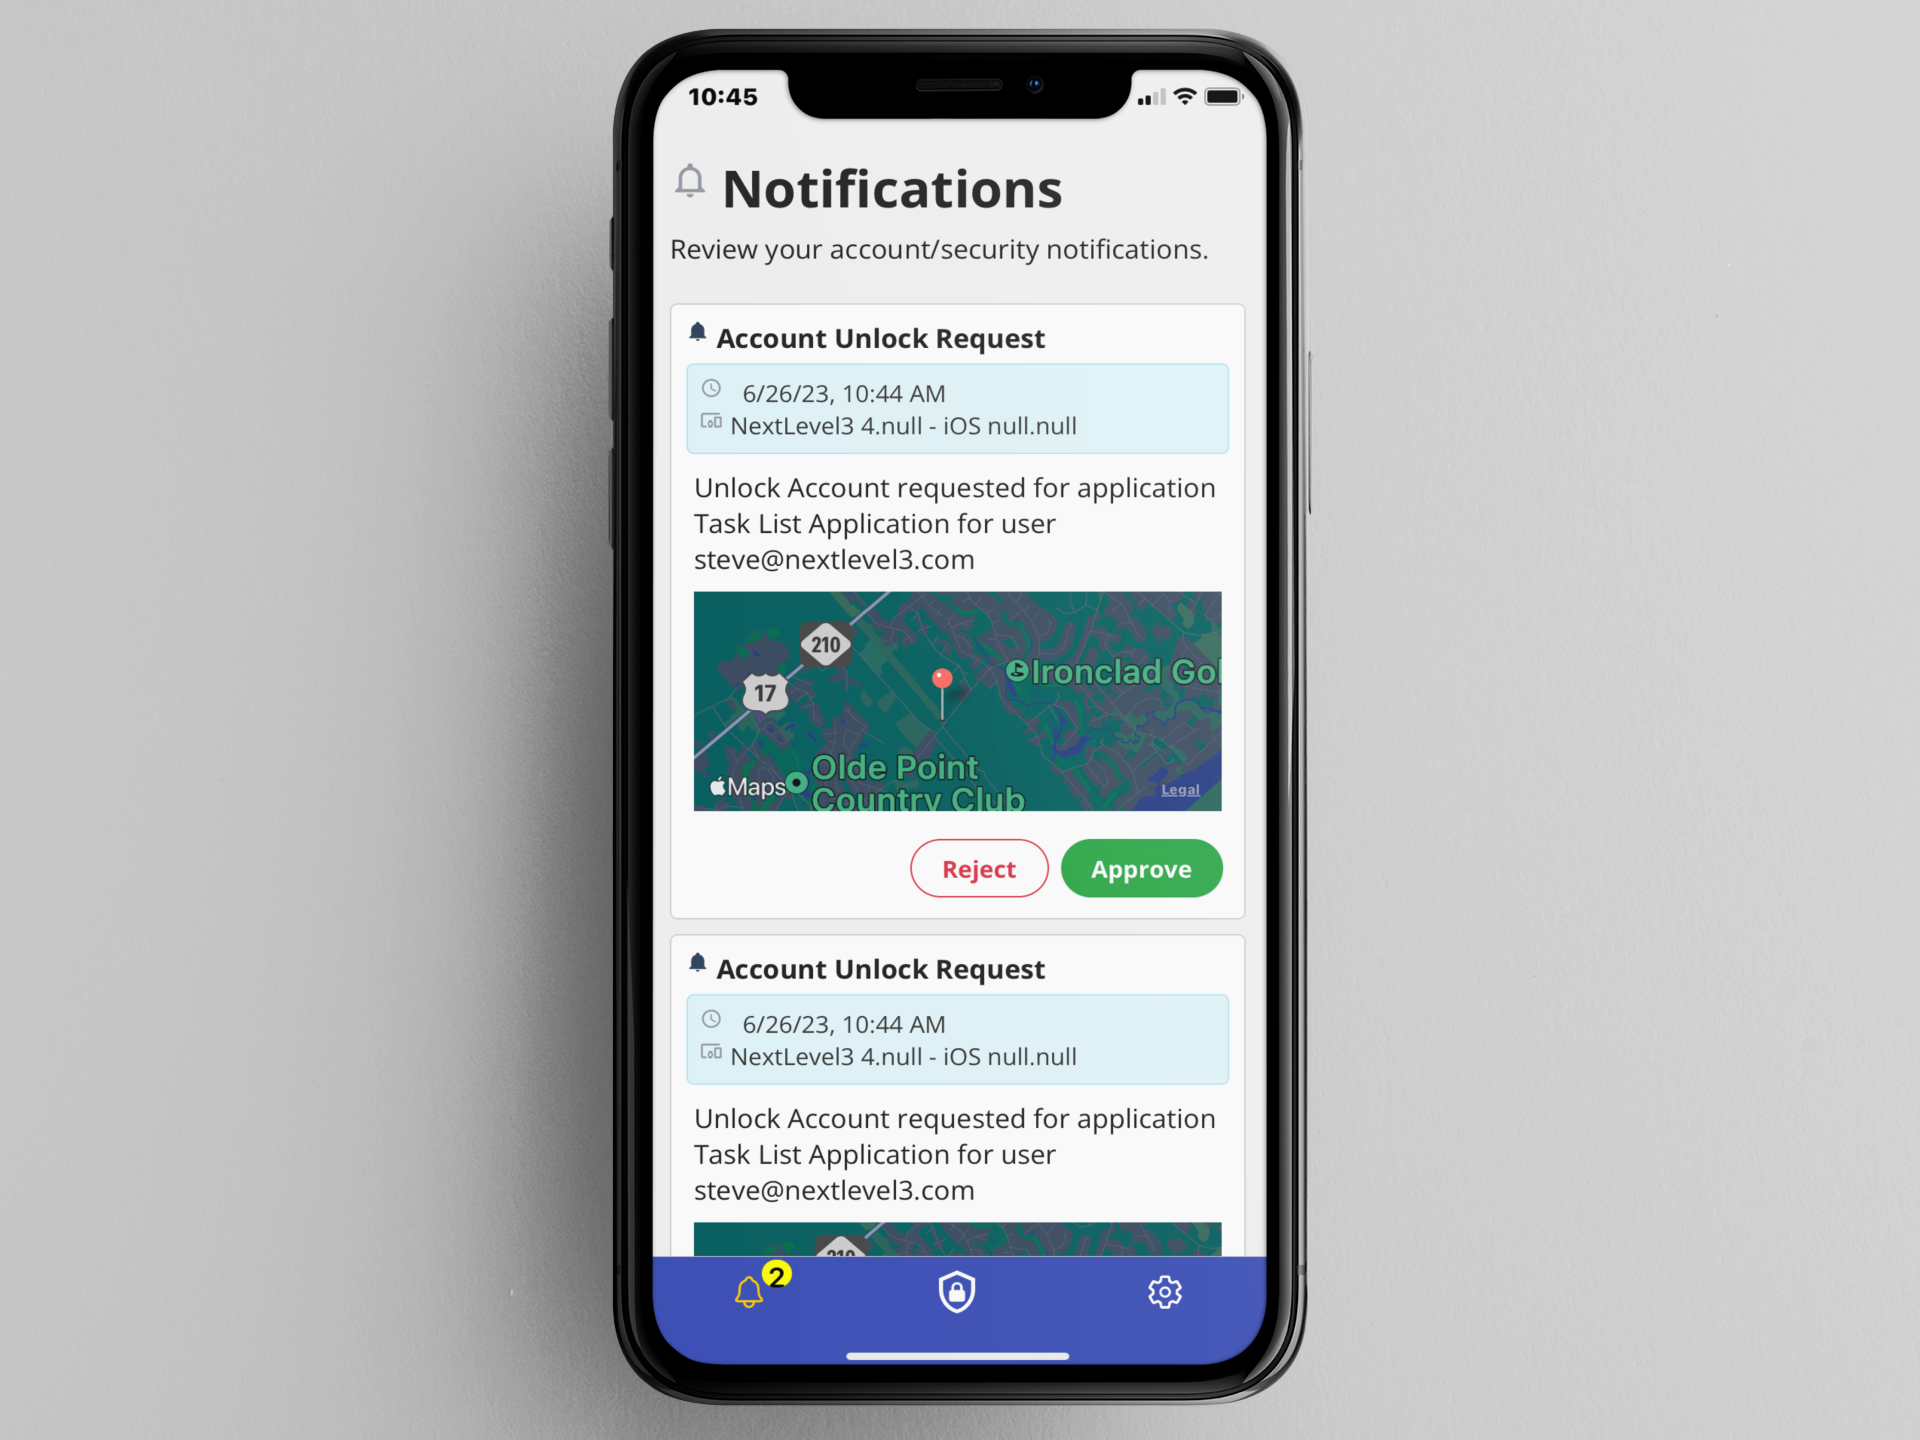 10:45
Notifications
Review your account/security notifications.
Account Unlock Request
6/26/23, 10:44 AM
NextLevel3 4.null - iOS null.null
Unlock Account requested for application
Task List Application for user
steve@nextlevel3.com
210
Ironclad Gol
17
Olde Point
Country Club
Maps
Legal
Reject
Approve
Account Unlock Request
6/26/23, 10:44 AM
NextLevel3 4.null - iOS null.null
Unlock Account requested for application
Task List Application for user
steve@nextlevel3.com
210
2